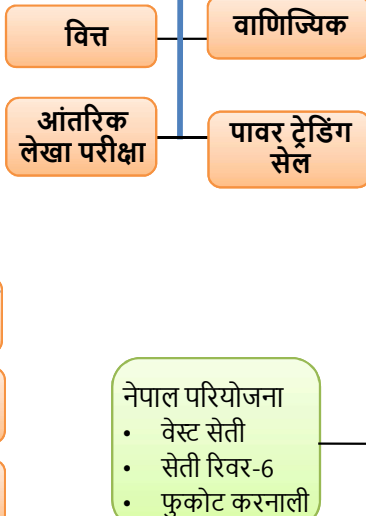 वित्त
वाणिज्यिक
आंतरिक
लेखा परीक्षा
पावर ट्रेडिंग
सेल
नेपाल परियोजना
• वेस्ट सेती
• सेती रिवर-6
• फुकोट करनाली